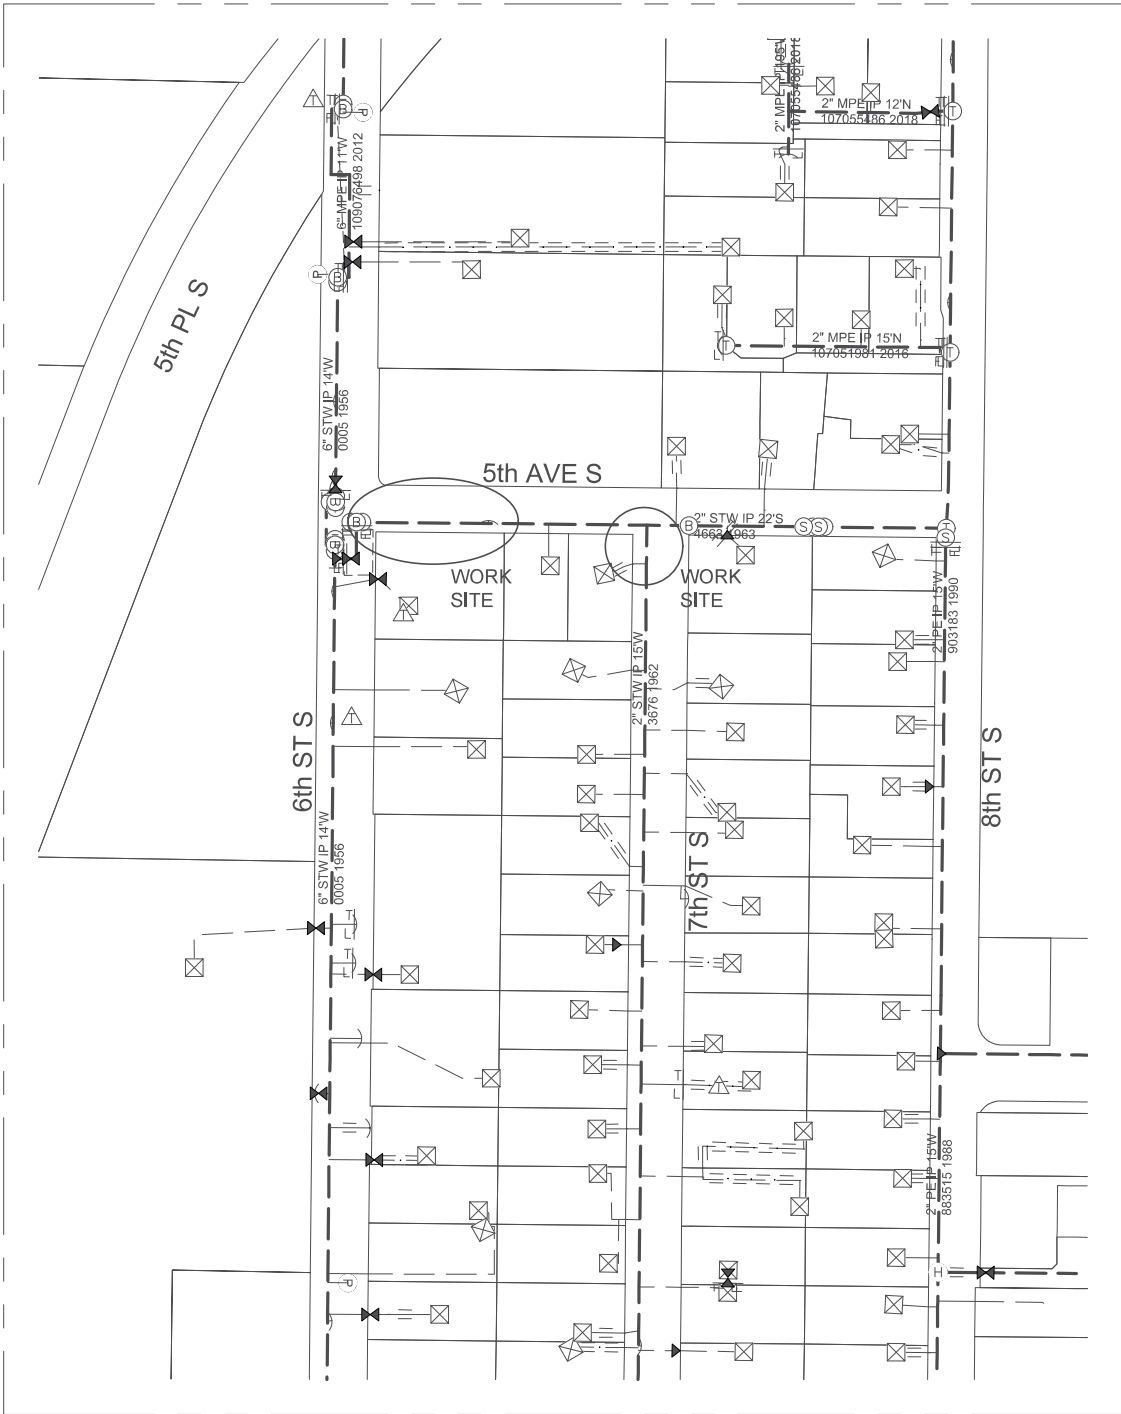 2" MPE IP 12'N
107055486 2018
6" MPE IP 11'W
109076498 2012
5th PL S
2" MPE IP 15'N
107051981 2016
6" STW IP 14'W
0005 1956
5th AVE S
2" STW IP 22'S
4663 1963
WORK
SITE
WORK
SITE
2" PE IP 15'W
903183 1990
2" STW IP 15'W
3676 1962
6th ST S
8th ST S
6" STW IP 14'W
0005 1956
7th ST S
2" PE IP 15'W
883515 1988